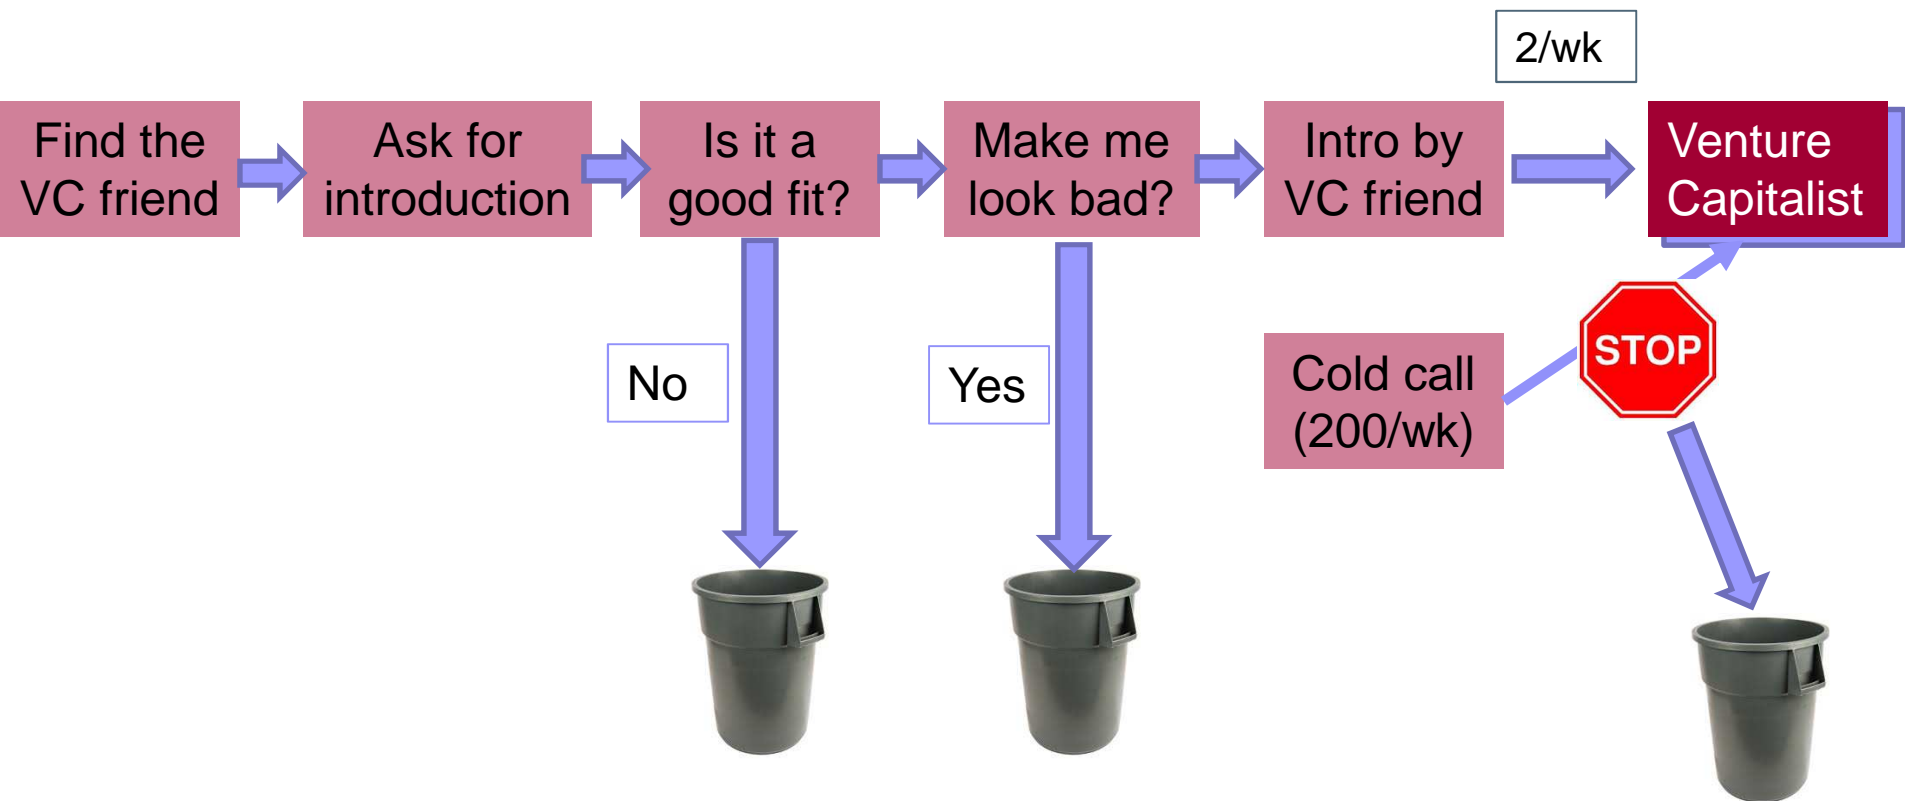 2/wk
Find the
VC friend
Ask for
introduction
Is it a
good fit?
Make me
look bad?
Intro by
VC friend
Venture
Capitalist
No
Yes
Cold call
(200/wk)
STOP